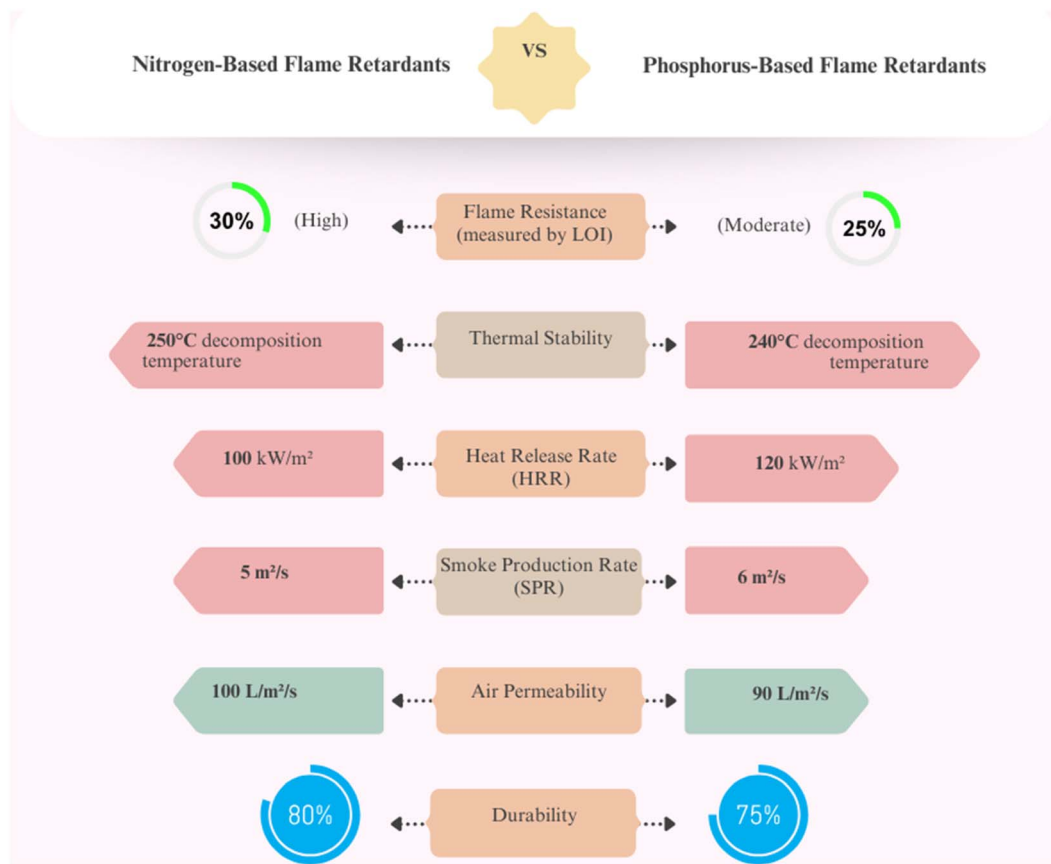 Nitrogen-Based Flame Retardants
VS
Phosphorus-Based Flame Retardants
30%
(High)
Flame Resistance
(measured by LOI)
(Moderate)
25%
250°C decomposition
temperature
Thermal Stability
240°C decomposition
temperature
100 kW/m²
Heat Release Rate
(HRR)
120 kW/m²
5 m²/s
Smoke Production Rate
(SPR)
6 m²/s
100 L/m²/s
Air Permeability
90 L/m²/s
80%
Durability
75%